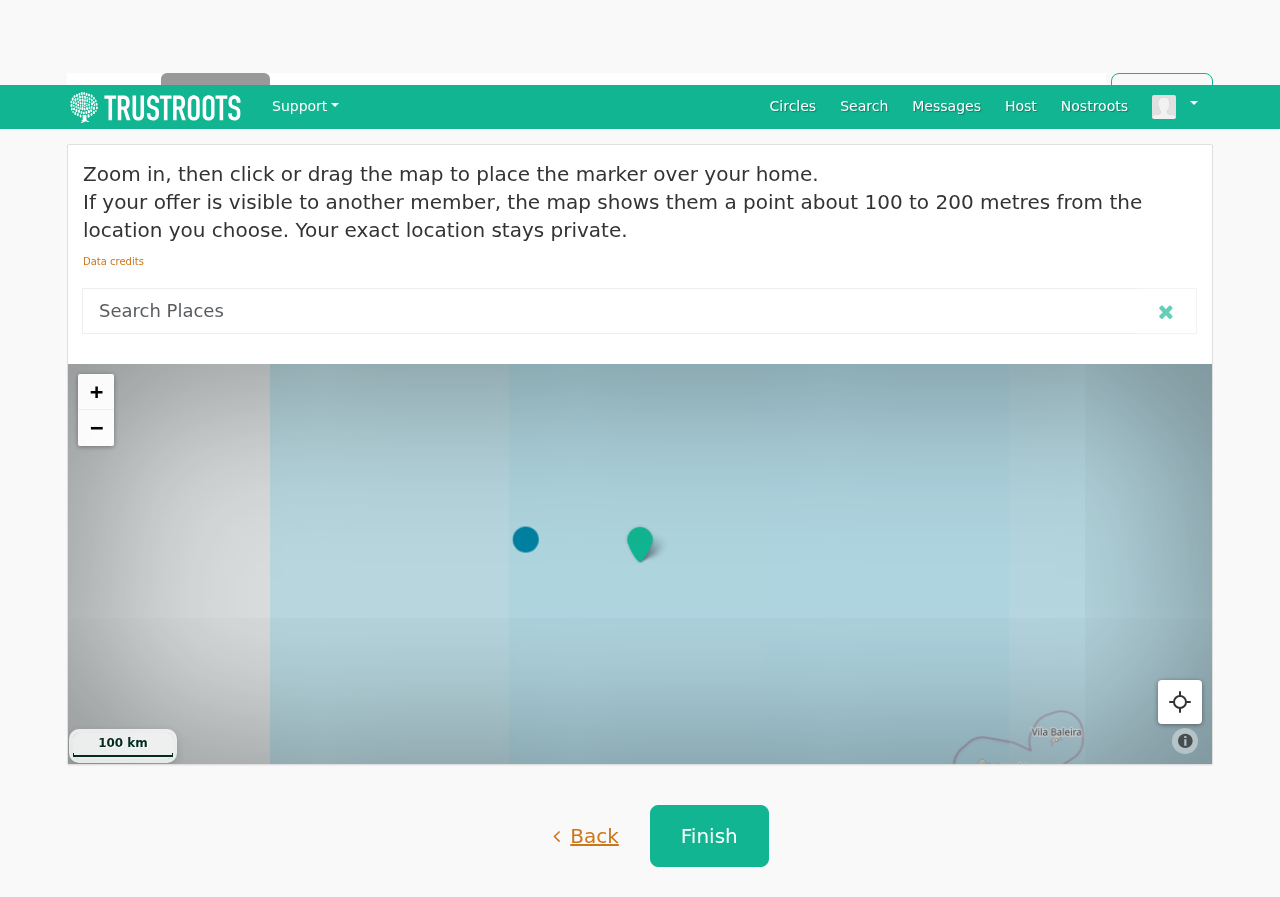 TRUSTROOTS Support Circles Search Messages Host Nostroots
Zoom in, then click or drag the map to place the marker over your home.
If your offer is visible to another member, the map shows them a point about 100 to 200 metres from the
location you choose. Your exact location stays private.
Data credits
Search Places
+
−
Vila Baleira
100 km
Back Finish